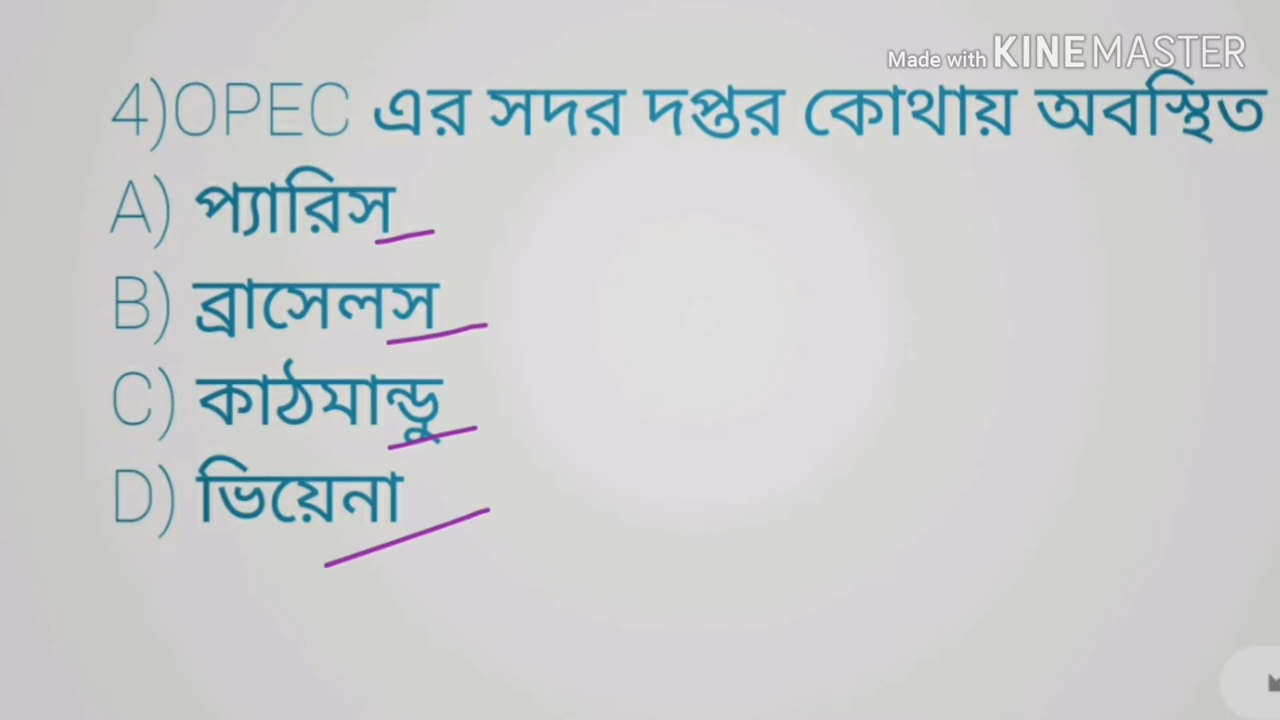 Made with KINEMASTER
4)OPEC এর সদর দপ্তর কোথায় অবস্থিত
A) প্যারিস
B) ব্রাসেলস
C) কাঠমান্ডু
D) ভিয়েনা